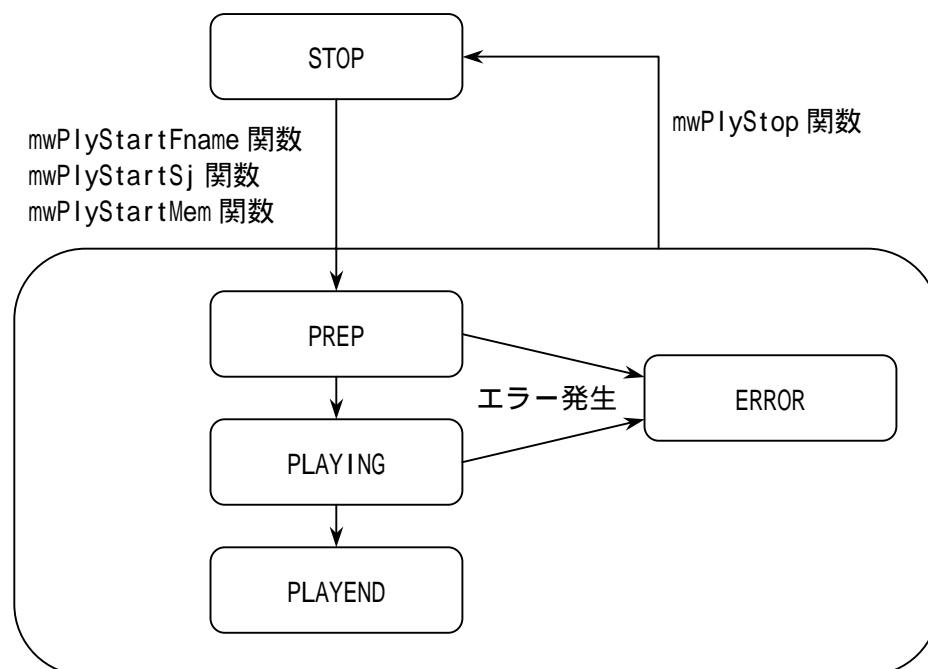 STOP
mwPlyStartFname 関数
mwPlyStartSj 関数
mwPlyStartMem 関数
mwPlyStop 関数
PREP
エラー発生
ERROR
PLAYING
PLAYEND